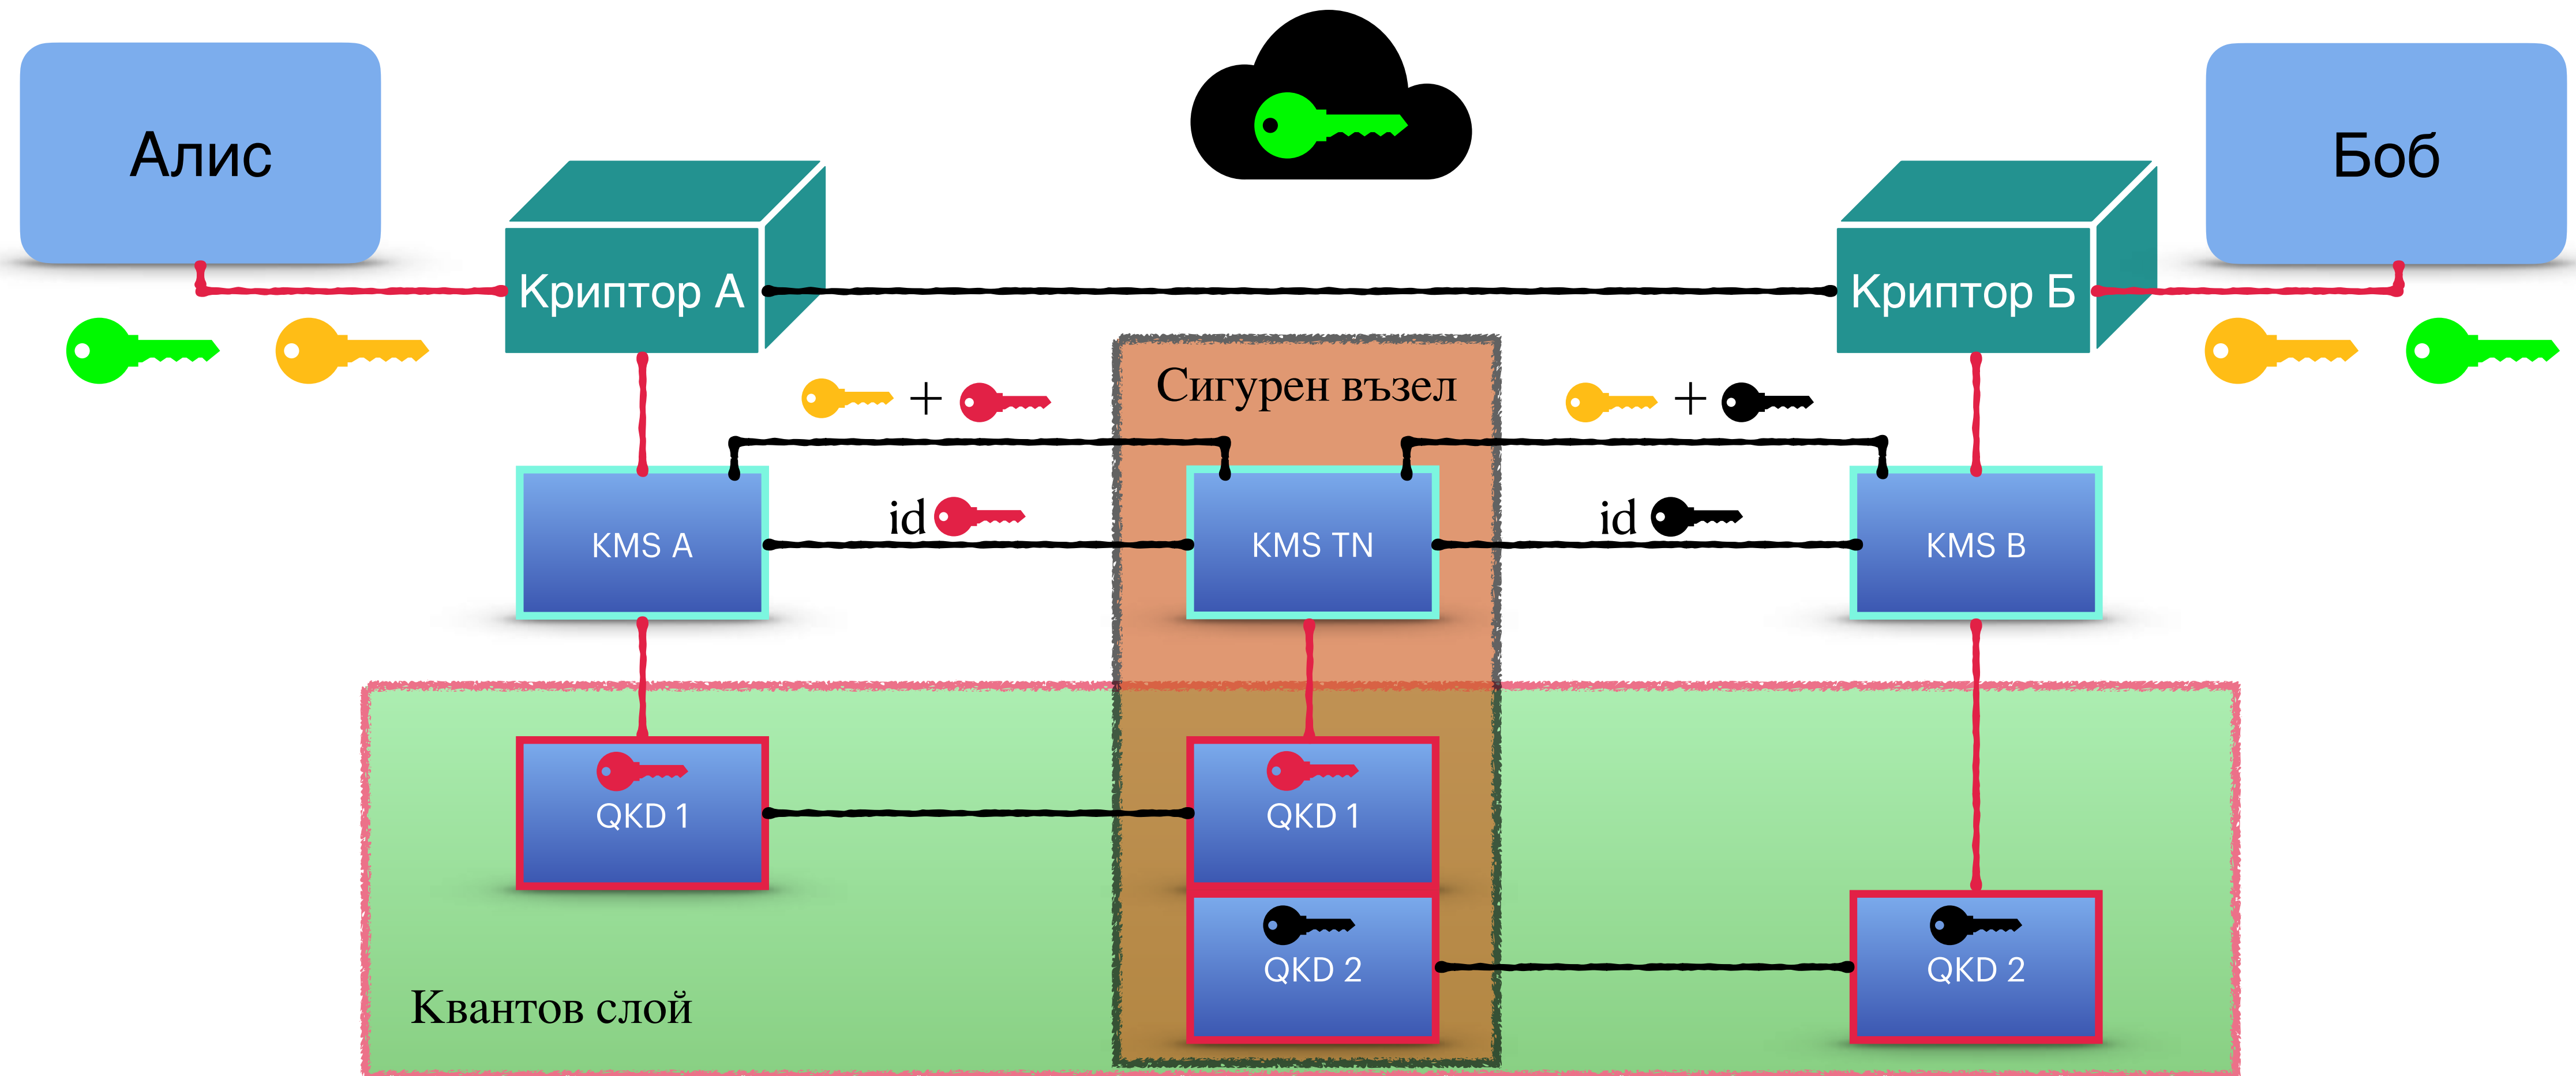 Алис
Боб
Криптор А
Криптор Б
+
Сигурен възел
+
id
id
KMS A
KMS TN
KMS B
QKD 1
QKD 1
QKD 2
QKD 2
Квантов слой